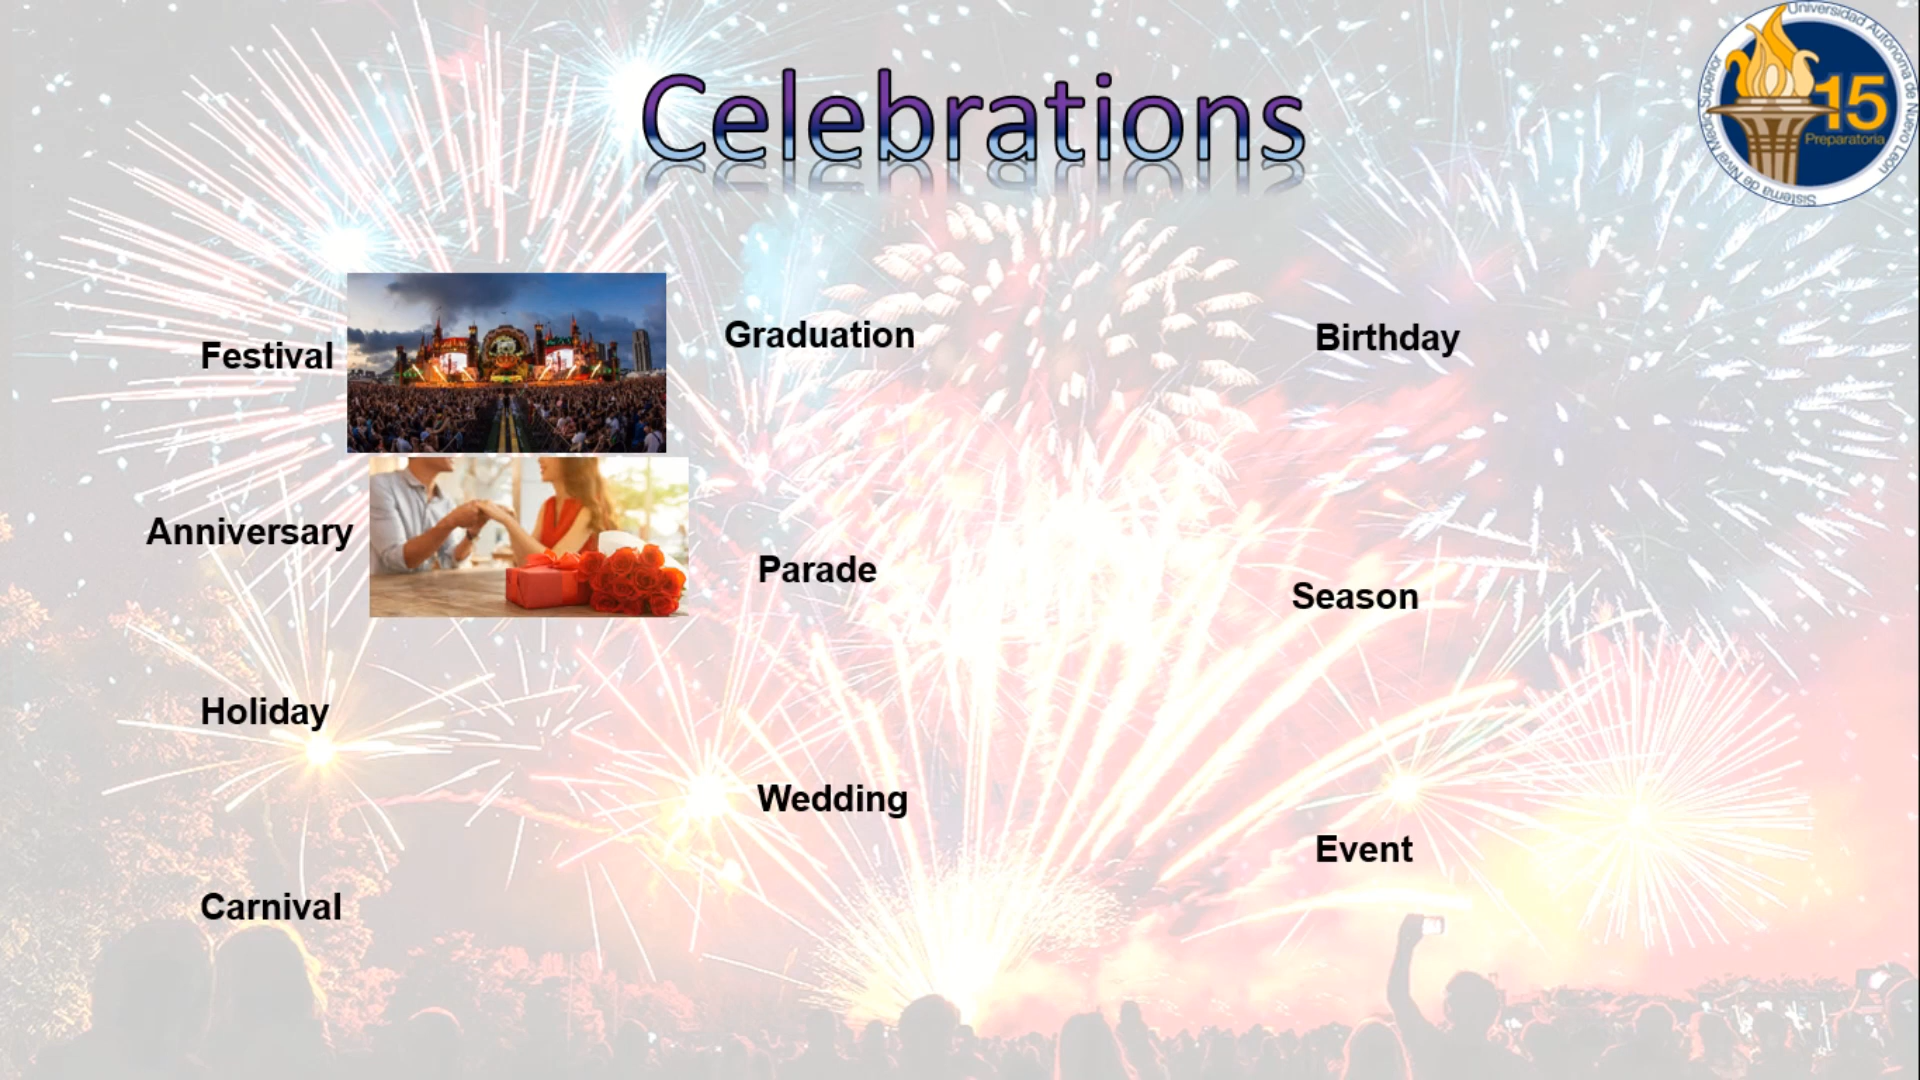 Celebrations
Universidad Autónoma de Nuevo León
Sistema de Nivel Medio Superior
15
Preparatoria
Festival
Graduation
Birthday
Anniversary
Parade
Season
Holiday
Wedding
Event
Carnival